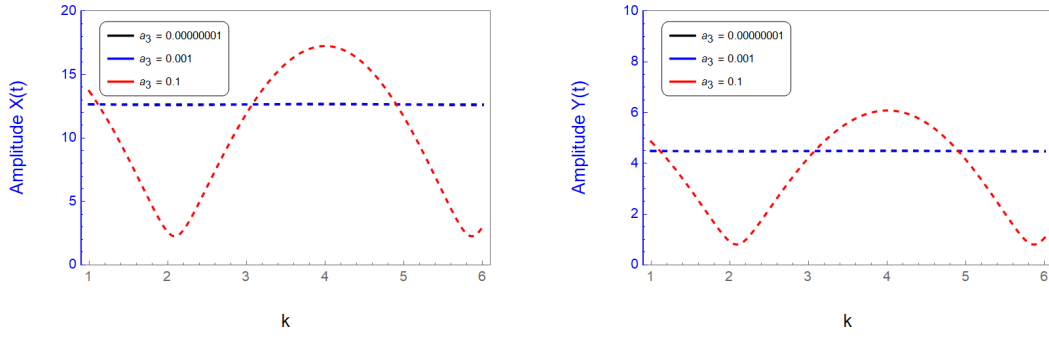 20
15
10
5
0
Amplitude X(t)
a3 = 0.00000001
a3 = 0.001
a3 = 0.1
1 2 3 4 5 6
k
10
8
6
4
2
0
Amplitude Y(t)
a3 = 0.00000001
a3 = 0.001
a3 = 0.1
1 2 3 4 5 6
k